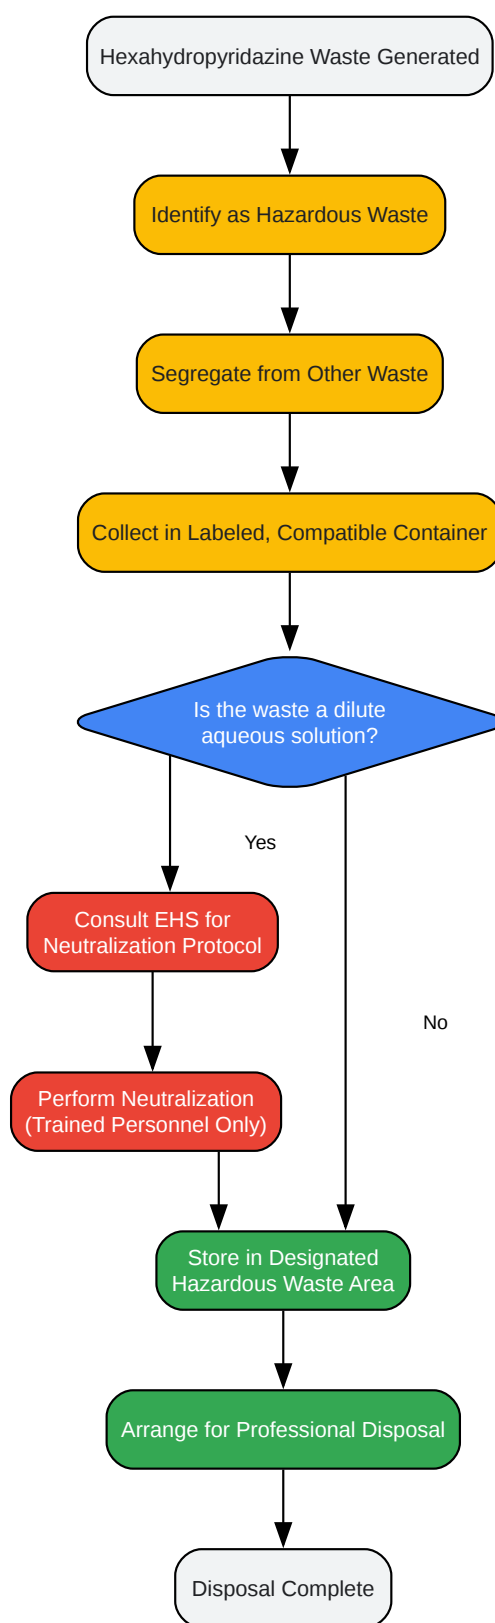 Hexahydropyridazine Waste Generated
Identify as Hazardous Waste
Segregate from Other Waste
Collect in Labeled, Compatible Container
Is the waste a dilute
aqueous solution?
Yes
Consult EHS for
Neutralization Protocol
No
Perform Neutralization
(Trained Personnel Only)
Store in Designated
Hazardous Waste Area
Arrange for Professional Disposal
Disposal Complete